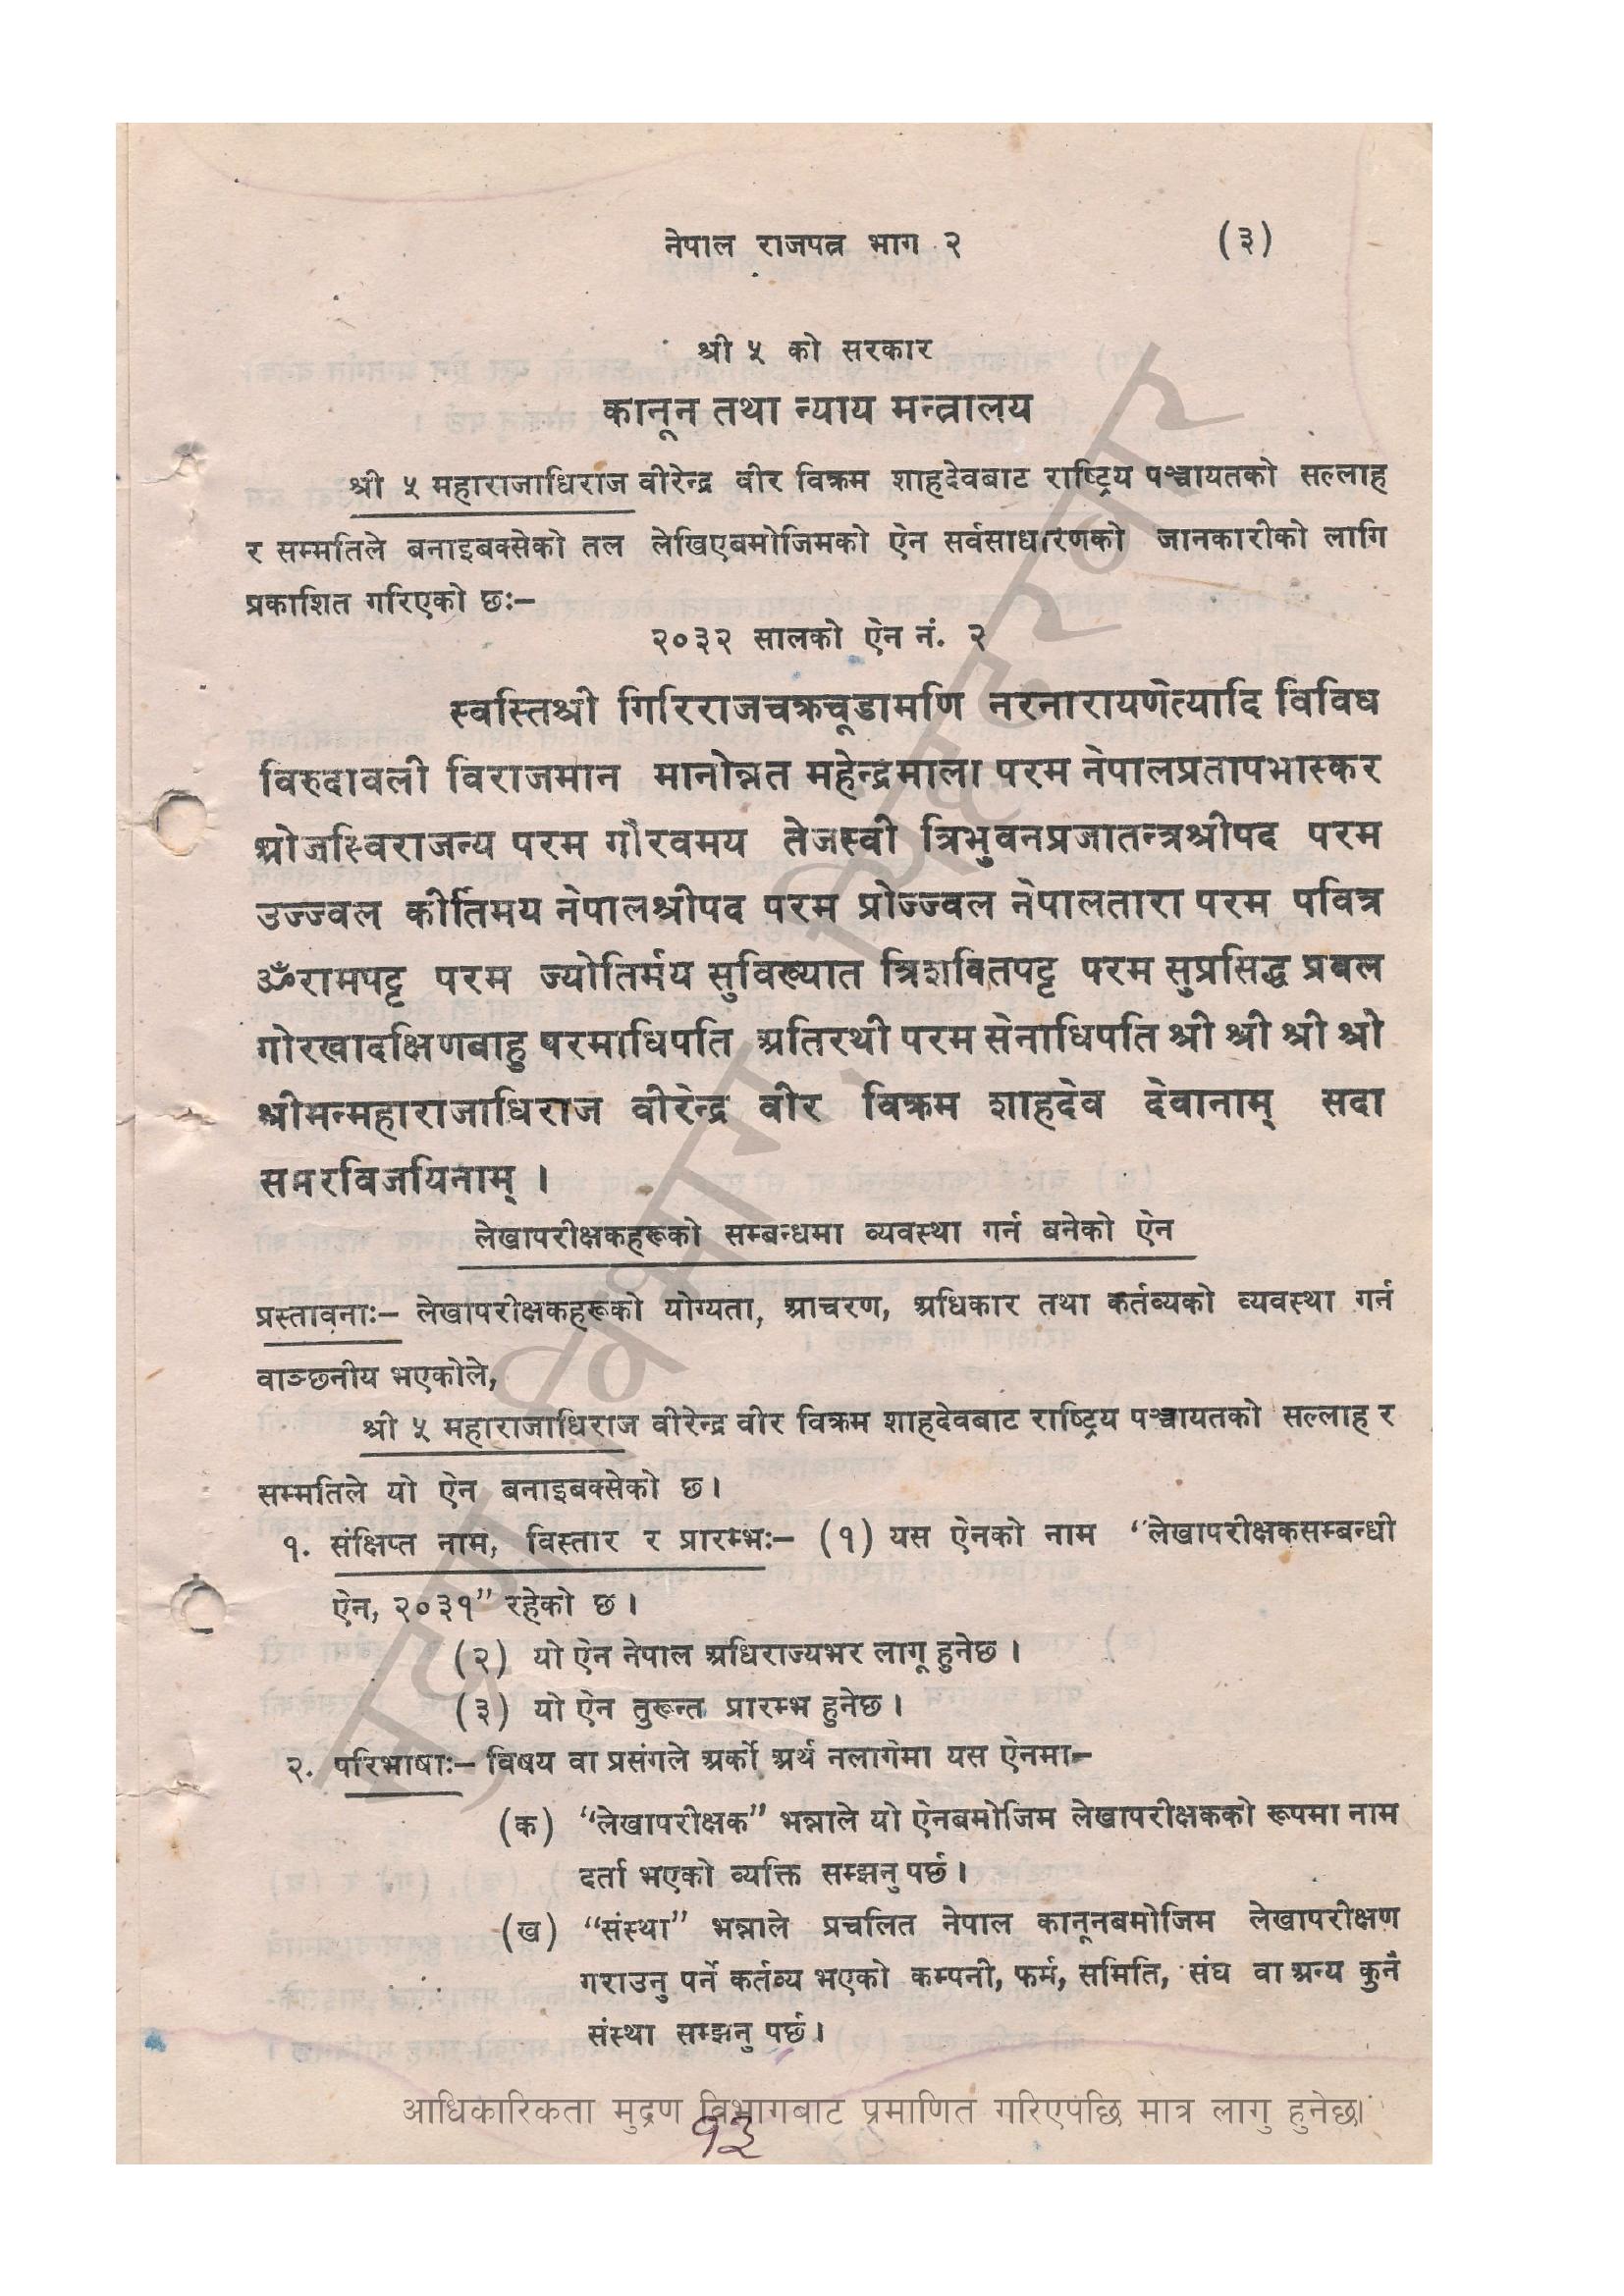 नेपाल राजपत्र भाग २ (३)
श्री ५ को सरकार
कानून तथा न्याय मन्त्रालय
श्री ५ महाराजाधिराज वीरेन्द्र वीर विक्रम शाहदेवबाट राष्ट्रिय पञ्चायतको सल्लाह
र सम्मतिले बनाइबक्सेको तल लेखिएबमोजिमको ऐन सर्वसाधारणको जानकारीको लागि
प्रकाशित गरिएको छः—
२०३२ सालको ऐन नं. २
स्वस्तिश्री गिरिराजचक्रचूडामणि नरनारायणेत्यादि विविध
विरुदावली विराजमान मानोन्नत महेन्द्रमाला परम नेपालप्रतापभास्कर
ओजस्विराजन्य परम गौरवमय तेजस्वी त्रिभुवनप्रजातन्त्रश्रीपद परम
उज्ज्वल कीर्तिमय नेपालश्रीपद परम प्रोज्ज्वल नेपालतारा परम पवित्र
ॐरामपट्ट परम ज्योतिर्मय सुविख्यात त्रिशक्तिपट्ट परम सुप्रसिद्ध प्रबल
गोरखादक्षिणबाहु परमाधिपति अतिरथी परम सेनाधिपति श्री श्री श्री श्री
श्रीमन्महाराजाधिराज वीरेन्द्र वीर विक्रम शाहदेव देवानाम् सदा
समरविजयिनाम् ।
लेखापरीक्षकहरूको सम्बन्धमा व्यवस्था गर्न बनेको ऐन
प्रस्तावनाः— लेखापरीक्षकहरूको योग्यता, आचरण, अधिकार तथा कर्तव्यको व्यवस्था गर्न
वाञ्छनीय भएकोले,
श्री ५ महाराजाधिराज वीरेन्द्र वीर विक्रम शाहदेवबाट राष्ट्रिय पञ्चायतको सल्लाह र
सम्मतिले यो ऐन बनाइबक्सेको छ।
१. संक्षिप्त नाम, विस्तार र प्रारम्भः— (१) यस ऐनको नाम “लेखापरीक्षकसम्बन्धी
ऐन, २०३१” रहेको छ ।
(२) यो ऐन नेपाल अधिराज्यभर लागू हुनेछ ।
(३) यो ऐन तुरून्त प्रारम्भ हुनेछ ।
२. परिभाषाः— विषय वा प्रसंगले अर्को अर्थ नलागेमा यस ऐनमा—
(क) “लेखापरीक्षक” भन्नाले यो ऐनबमोजिम लेखापरीक्षकको रूपमा नाम
दर्ता भएको व्यक्ति सम्झनु पर्छ ।
(ख) “संस्था” भन्नाले प्रचलित नेपाल कानूनबमोजिम लेखापरीक्षण
गराउनु पर्ने कर्तव्य भएको कम्पनी, फर्म, समिति, संघ वा अन्य कुनै
संस्था सम्झनु पर्छ ।
आधिकारिकता मुद्रण विभागबाट प्रमाणित गरिएपछि मात्र लागु हुनेछ।
१३
मुद्रण विभाग, सिंहदरबार